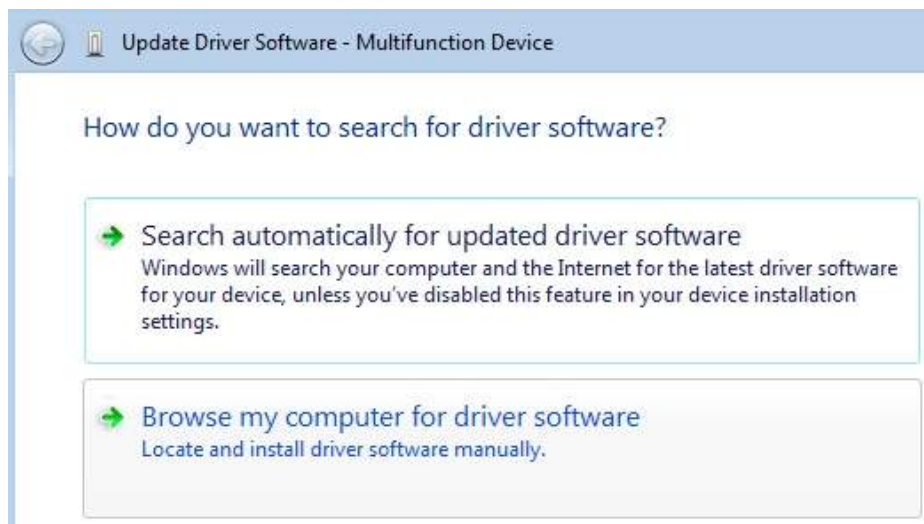 Update Driver Software - Multifunction Device
How do you want to search for driver software?
Search automatically for updated driver software
Windows will search your computer and the Internet for the latest driver software
for your device, unless you've disabled this feature in your device installation
settings.
Browse my computer for driver software
Locate and install driver software manually.